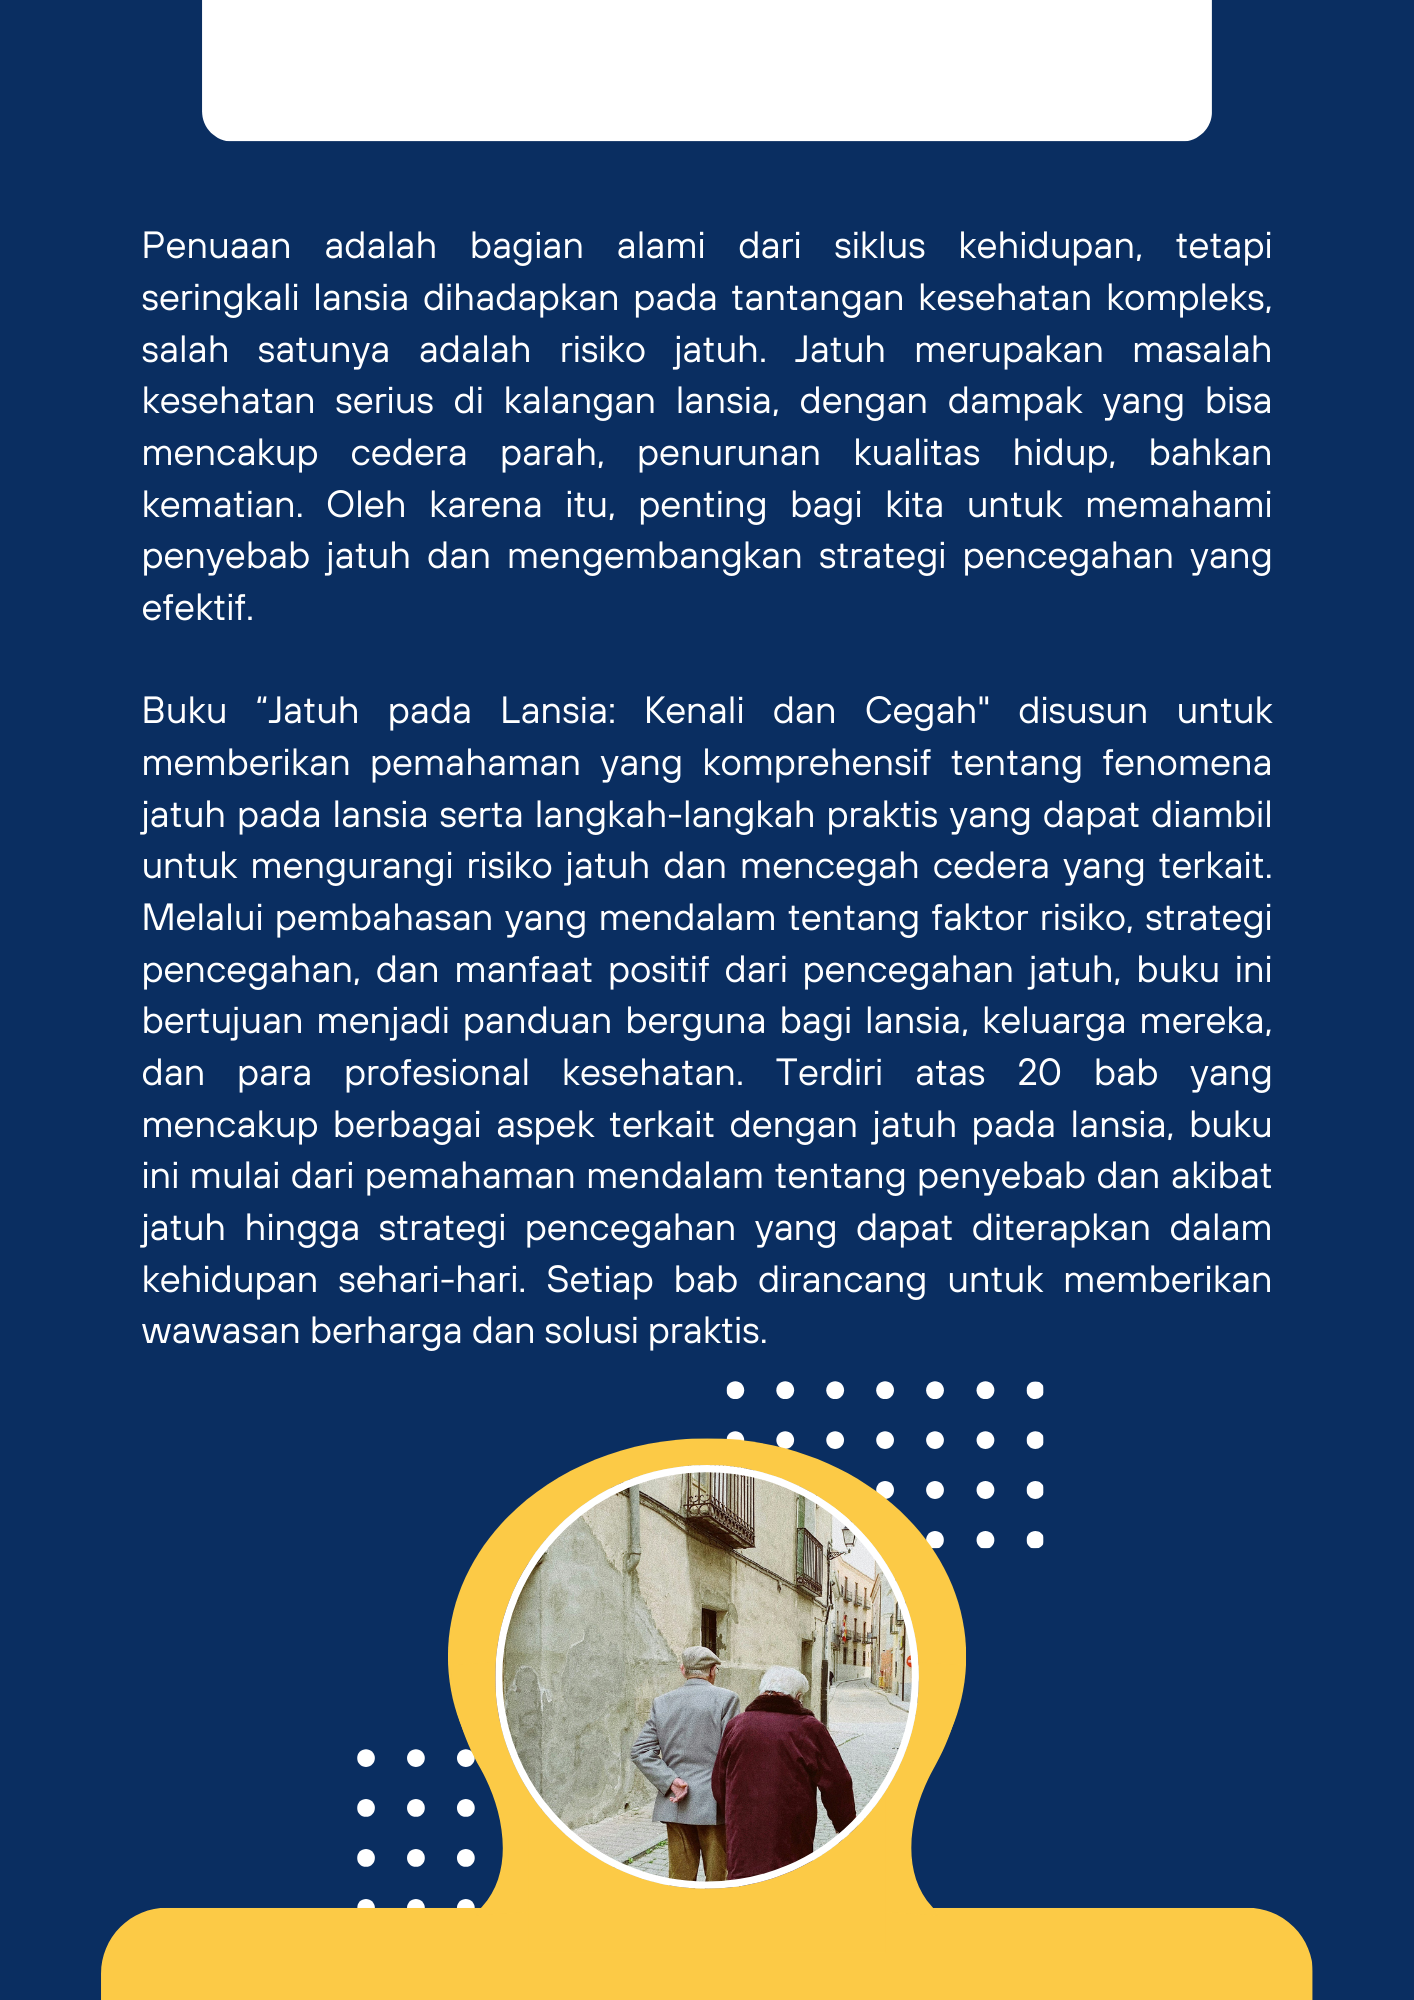 Penuaan adalah bagian alami dari siklus kehidupan, tetapi
seringkali lansia dihadapkan pada tantangan kesehatan kompleks,
salah satunya adalah risiko jatuh. Jatuh merupakan masalah
kesehatan serius di kalangan lansia, dengan dampak yang bisa
mencakup cedera parah, penurunan kualitas hidup, bahkan
kematian. Oleh karena itu, penting bagi kita untuk memahami
penyebab jatuh dan mengembangkan strategi pencegahan yang
efektif.
Buku “Jatuh pada Lansia: Kenali dan Cegah" disusun untuk
memberikan pemahaman yang komprehensif tentang fenomena
jatuh pada lansia serta langkah-langkah praktis yang dapat diambil
untuk mengurangi risiko jatuh dan mencegah cedera yang terkait.
Melalui pembahasan yang mendalam tentang faktor risiko, strategi
pencegahan, dan manfaat positif dari pencegahan jatuh, buku ini
bertujuan menjadi panduan berguna bagi lansia, keluarga mereka,
dan para profesional kesehatan. Terdiri atas 20 bab yang
mencakup berbagai aspek terkait dengan jatuh pada lansia, buku
ini mulai dari pemahaman mendalam tentang penyebab dan akibat
jatuh hingga strategi pencegahan yang dapat diterapkan dalam
kehidupan sehari-hari. Setiap bab dirancang untuk memberikan
wawasan berharga dan solusi praktis.